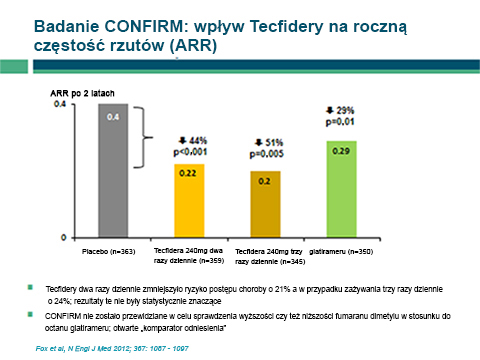 Badanie CONFIRM: wpływ Tecfidery na roczną
częstość rzutów (ARR)
ARR po 2 latach
0.4
0.4
44%
p<0.001
0.22
51%
p=0.005
0.2
29%
p=0.01
0.29
0
Placebo (n=363)
Tecfidera 240mg dwa
razy dziennie (n=359)
Tecfidera 240mg trzy
razy dziennie (n=345)
glatirameru (n=350)
Tecfidery dwa razy dziennie zmniejszyło ryzyko postępu choroby o 21% a w przypadku zażywania trzy razy dziennie
o 24%; rezultaty te nie były statystycznie znaczące
CONFIRM nie zostało przewidziane w celu sprawdzenia wyższości czy też niższości fumaranu dimetylu w stosunku do
octanu glatirameru; otwarte „komparator odniesienia”
Fox et al, N Engl J Med 2012; 367: 1087 - 1097